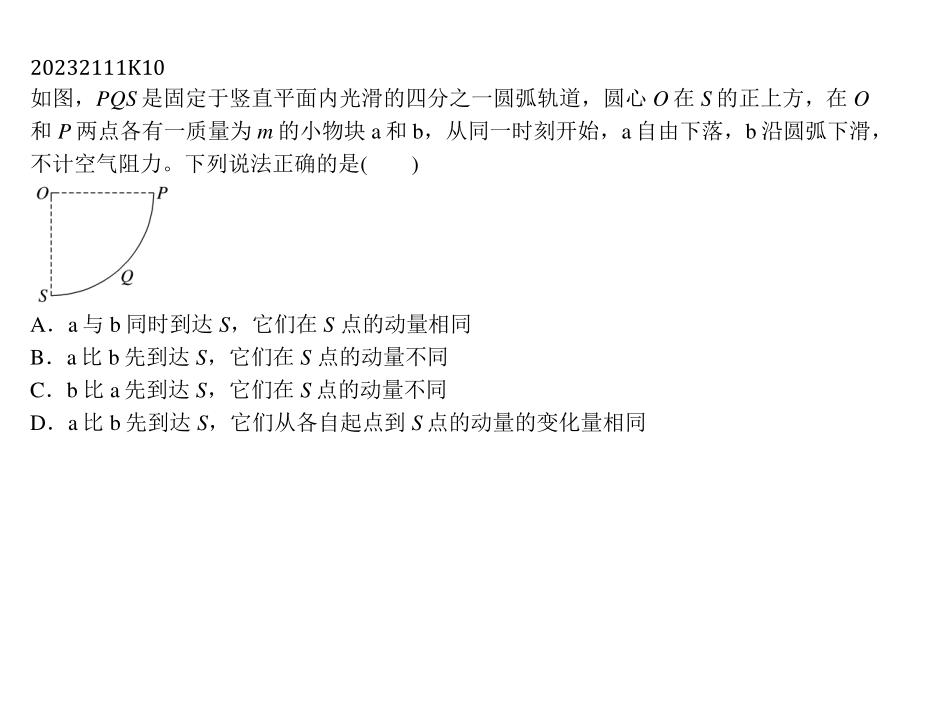 20232111K10
如图，PQS 是固定于竖直平面内光滑的四分之一圆弧轨道，圆心 O 在 S 的正上方，在 O
和 P 两点各有一质量为 m 的小物块 a 和 b，从同一时刻开始，a 自由下落，b 沿圆弧下滑，
不计空气阻力。下列说法正确的是(　　)
O P
Q
S
A．a 与 b 同时到达 S，它们在 S 点的动量相同
B．a 比 b 先到达 S，它们在 S 点的动量不同
C．b 比 a 先到达 S，它们在 S 点的动量不同
D．a 比 b 先到达 S，它们从各自起点到 S 点的动量的变化量相同